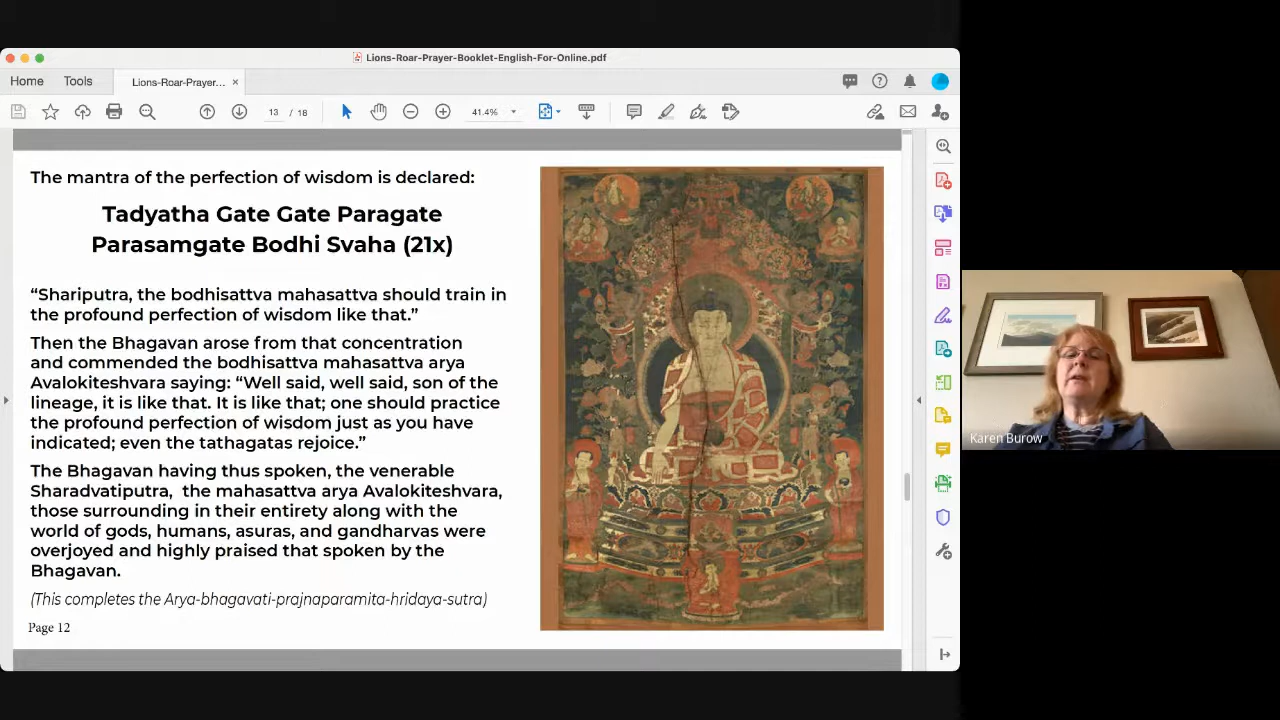 Lions-Roar-Prayer-Booklet-English-For-Online.pdf
Home
Tools
Lions-Roar-Prayer... ×
13 / 18
41.4%
The mantra of the perfection of wisdom is declared:
Tadyatha Gate Gate Paragate
Parasamgate Bodhi Svaha (21x)
“Shariputra, the bodhisattva mahasattva should train in
the profound perfection of wisdom like that.”
Then the Bhagavan arose from that concentration
and commended the bodhisattva mahasattva arya
Avalokiteshvara saying: “Well said, well said, son of the
lineage, it is like that. It is like that; one should practice
the profound perfection of wisdom just as you have
indicated; even the tathagatas rejoice.”
The Bhagavan having thus spoken, the venerable
Sharadvatiputra, the mahasattva arya Avalokiteshvara,
those surrounding in their entirety along with the
world of gods, humans, asuras, and gandharvas were
overjoyed and highly praised that spoken by the
Bhagavan.
(This completes the Arya-bhagavati-prajnaparamita-hridaya-sutra)
Page 12
Karen Burow